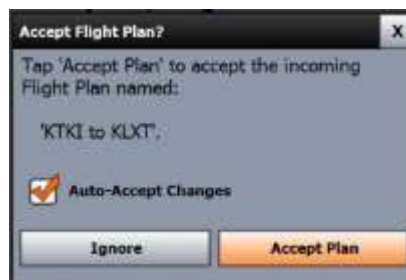 Accept Flight Plan?
X
Tap 'Accept Plan' to accept the incoming
Flight Plan named:
'KTKI to KLXT'.
Auto-Accept Changes
Ignore
Accept Plan